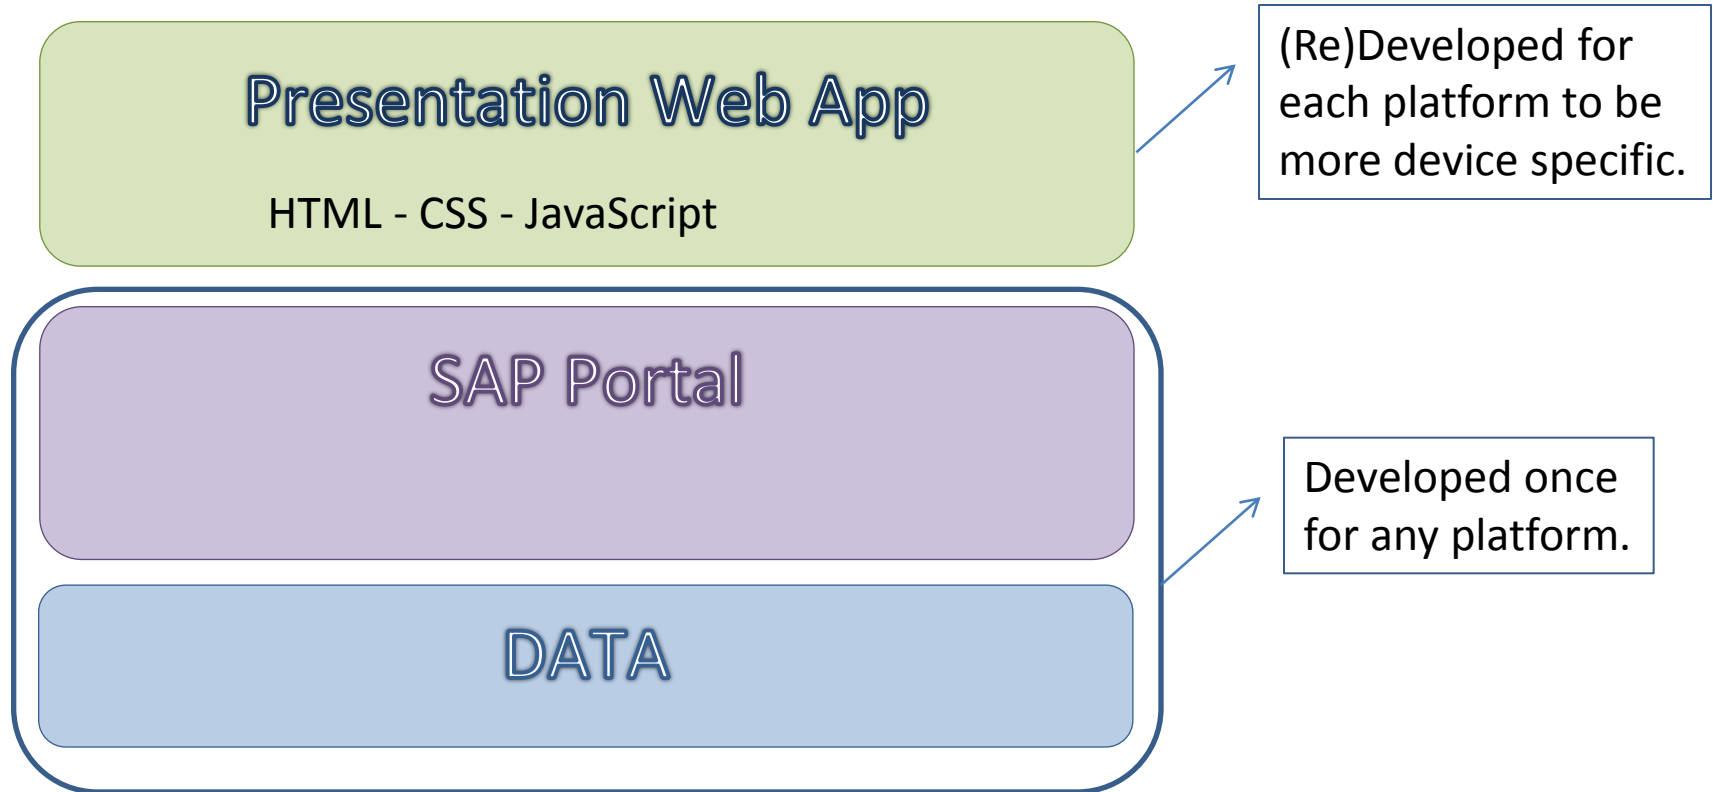 Presentation Web App
HTML - CSS - JavaScript
(Re)Developed for
each platform to be
more device specific.
SAP Portal
Developed once
for any platform.
DATA